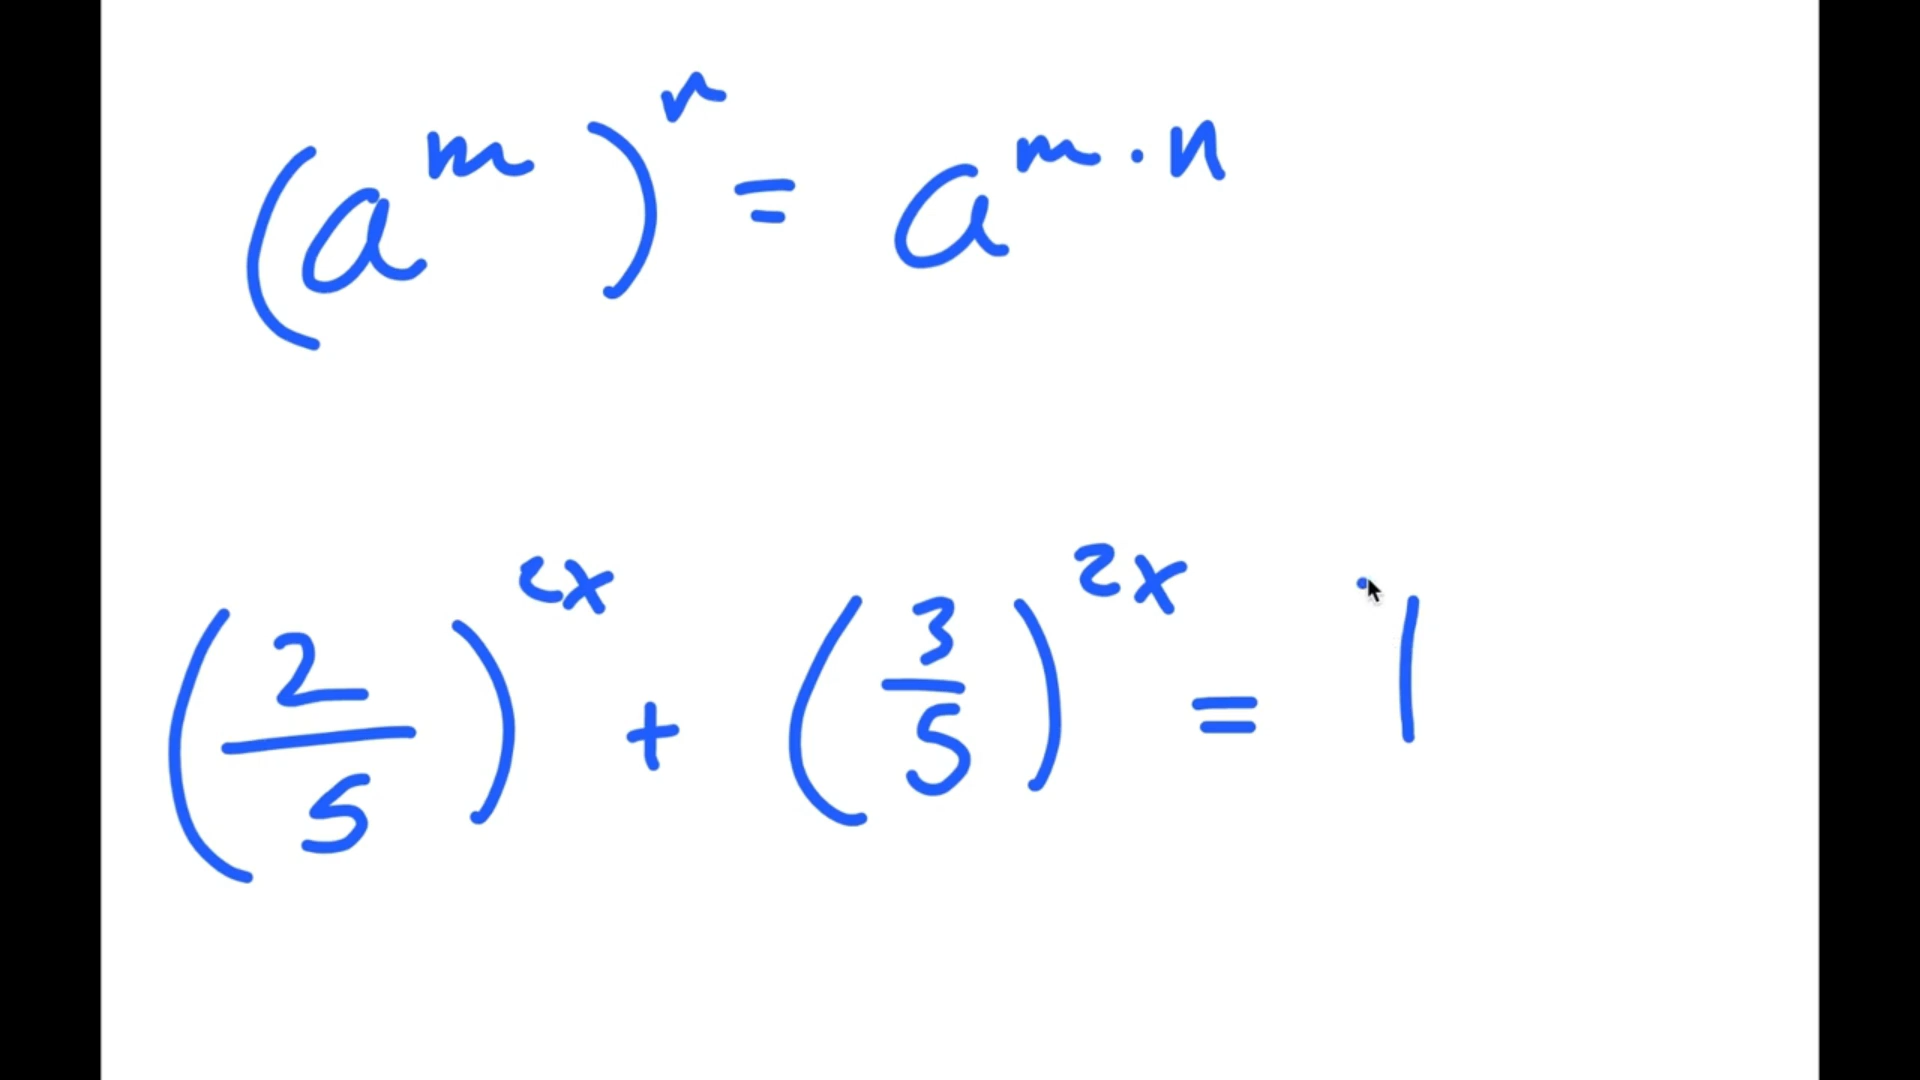 (a^m)^n = a^{m·n}
(2/5)^{2x} + (3/5)^{2x} = 1